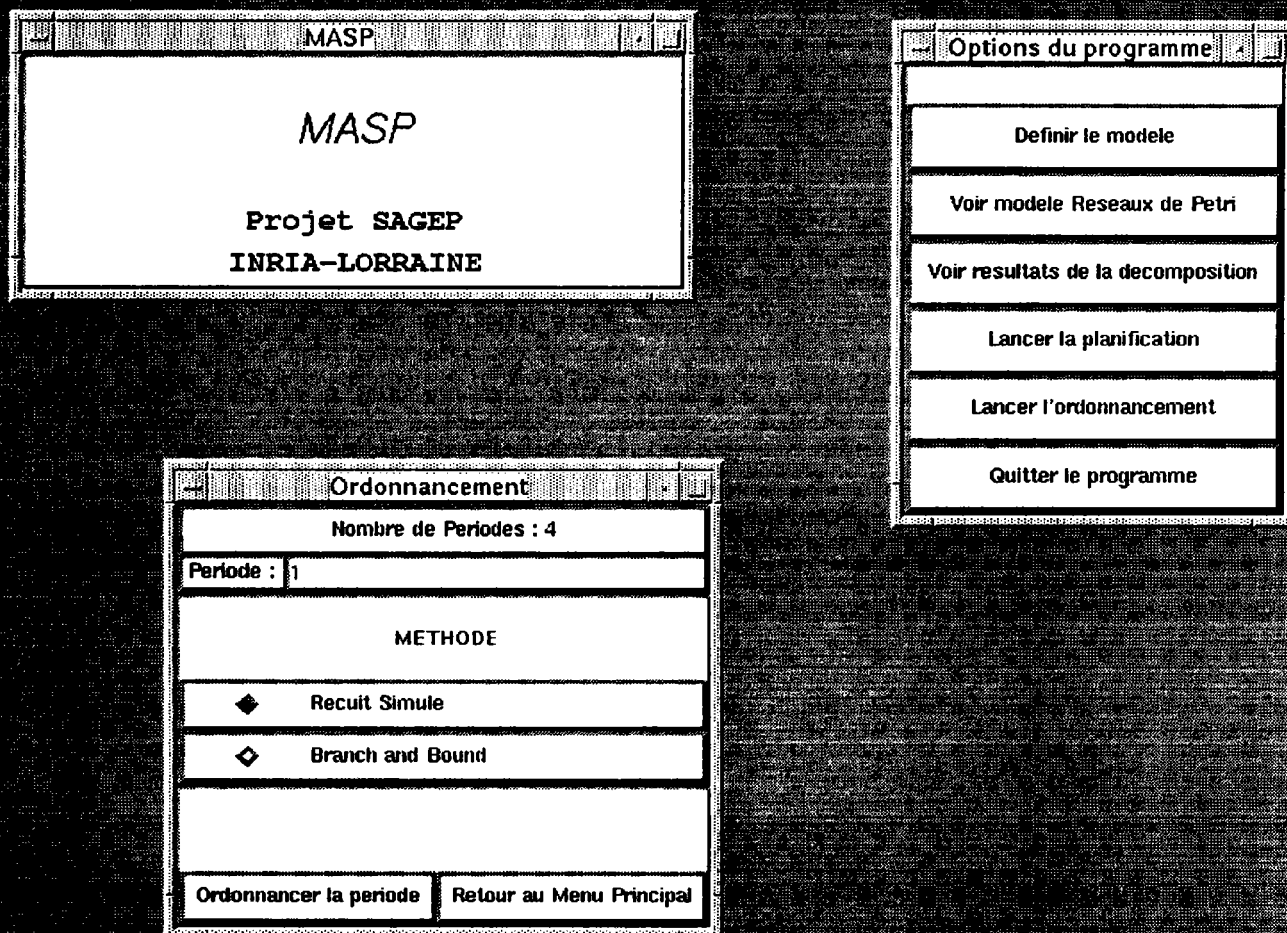 MASP
MASP
Projet SAGEP
INRIA-LORRAINE
Options du programme
Definir le modele
Voir modele Reseaux de Petri
Voir resultats de la decomposition
Lancer la planification
Lancer l'ordonnancement
Quitter le programme
Ordonnancement
Nombre de Periodes : 4
Periode : 1
METHODE
Recuit Simule
Branch and Bound
Ordonnancer la periode
Retour au Menu Principal